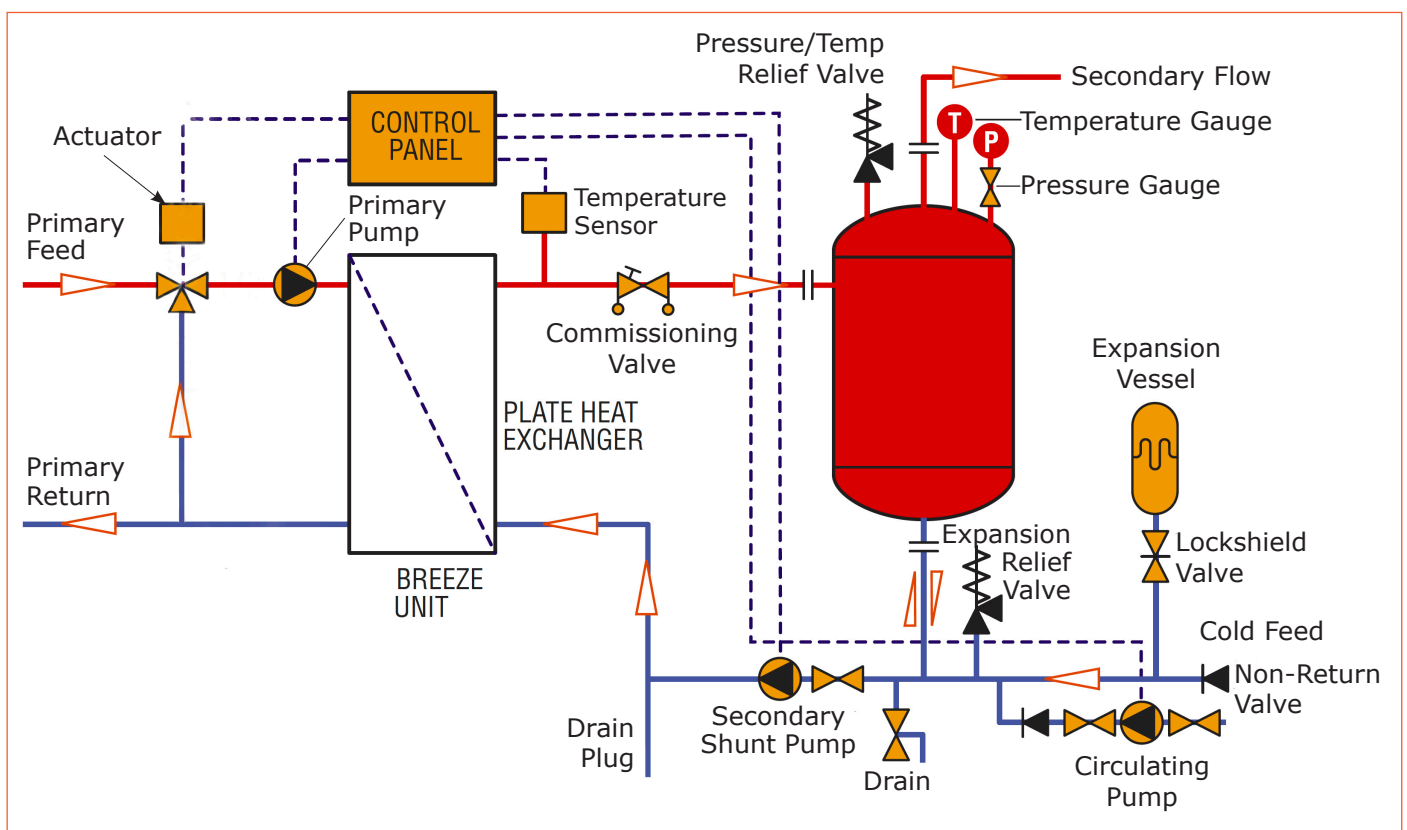 Pressure/Temp
Relief Valve
Secondary Flow
T
Temperature Gauge
P
Pressure Gauge
Actuator
CONTROL
PANEL
Primary
Feed
Primary
Pump
Temperature
Sensor
Commissioning
Valve
Expansion
Vessel
PLATE HEAT
EXCHANGER
Primary
Return
BREEZE
UNIT
Expansion
Relief
Valve
Lockshield
Valve
Cold Feed
Non-Return
Valve
Drain
Plug
Secondary
Shunt Pump
Drain
Circulating
Pump